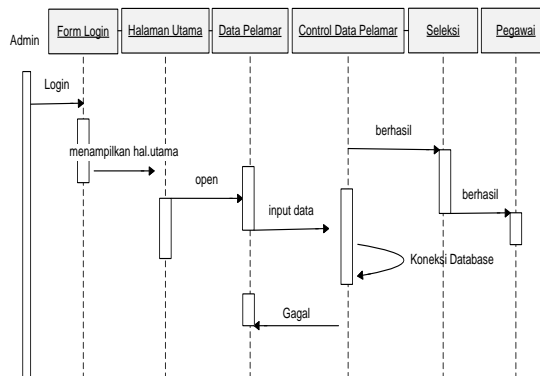 Admin
Form Login
Halaman Utama
Data Pelamar
Control Data Pelamar
Seleksi
Pegawai
Login
menampilkan hal.utama
open
input data
berhasil
berhasil
Koneksi Database
Gagal